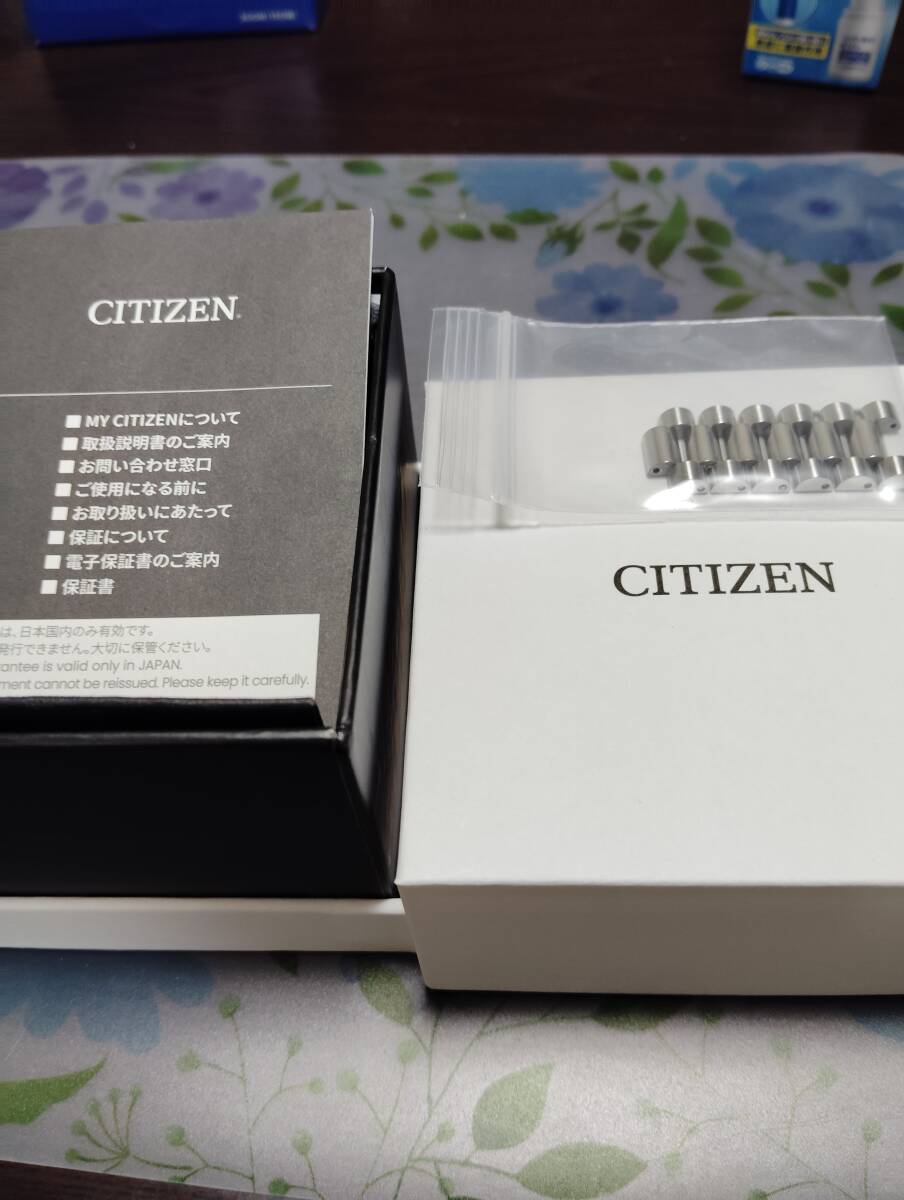 CITIZEN
■ MY CITIZENについて
■ 取扱説明書のご案内
■ お問い合わせ窓口
■ ご使用になる前に
■ お取り扱いにあたって
■ 保証について
■ 電子保証書のご案内
■ 保証書
は、日本国内のみ有効です。
発行できません。大切に保管ください。
rantee is valid only in JAPAN.
ment cannot be reissued. Please keep it carefully.
CITIZEN